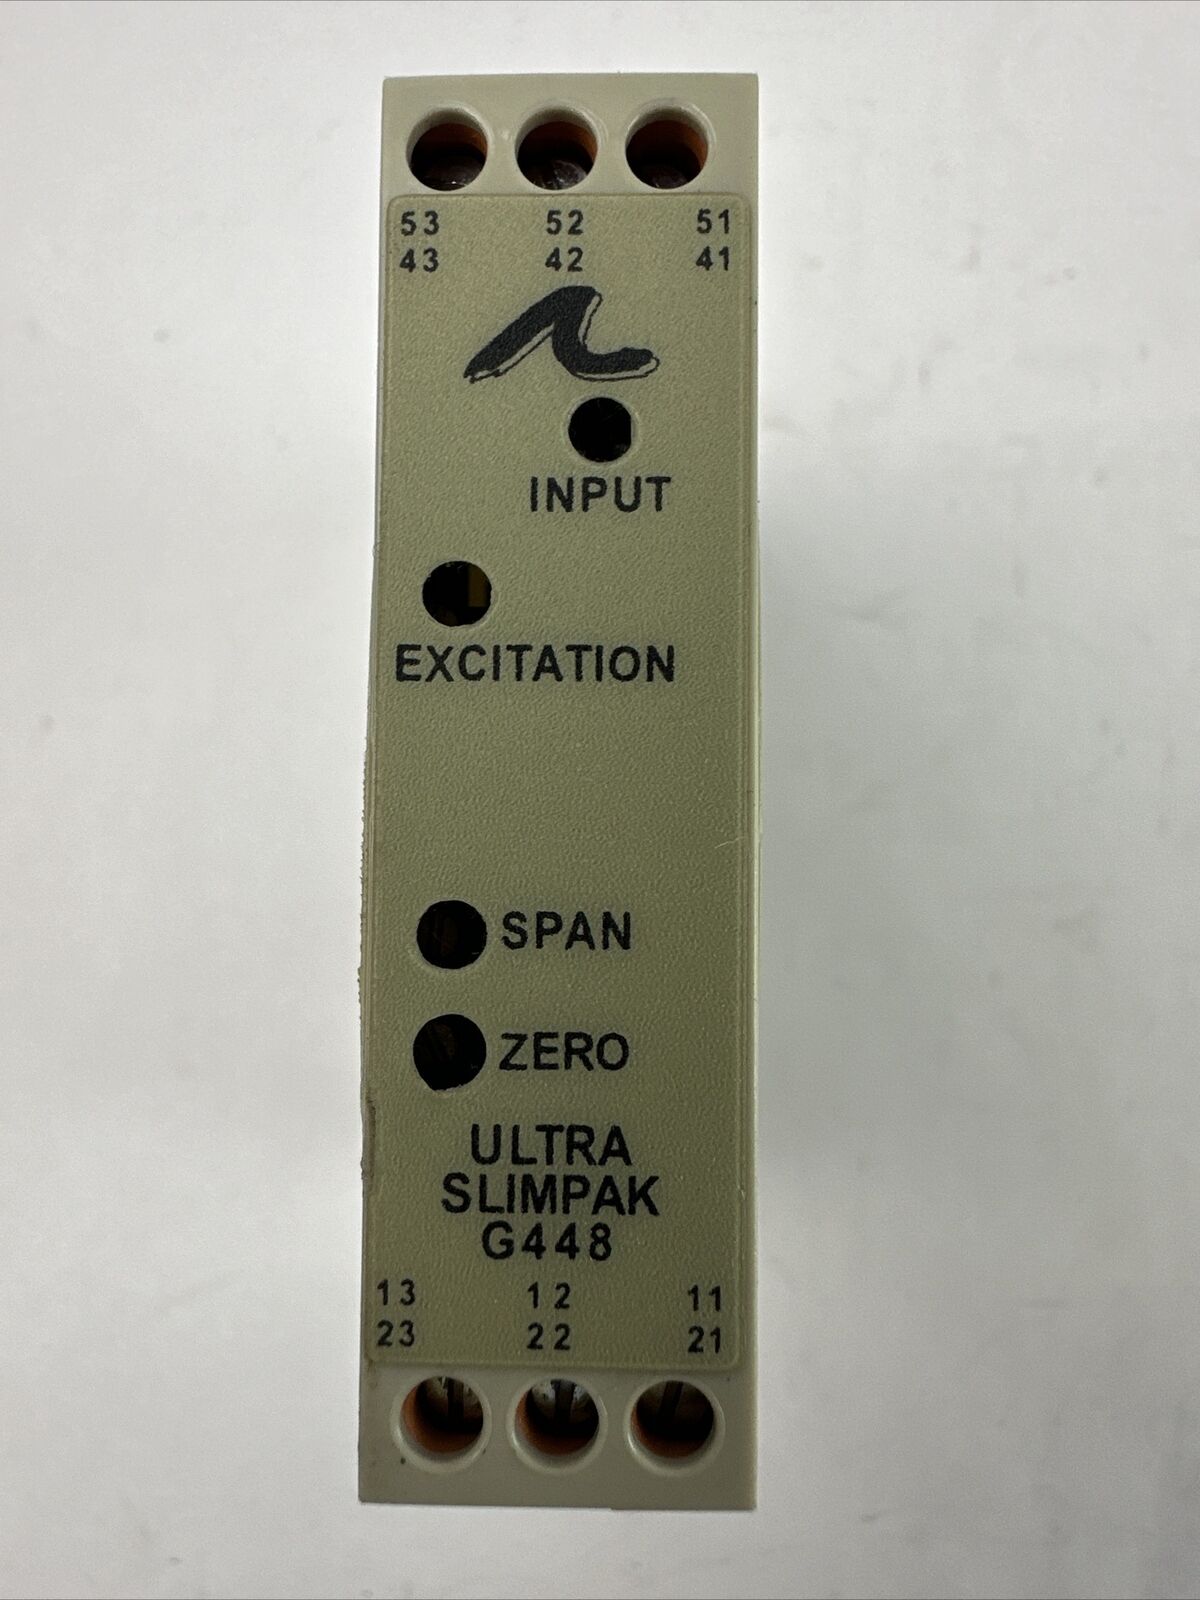 53 52 51
43 42 41
INPUT
EXCITATION
SPAN
ZERO
ULTRA
SLIMPAK
G448
13 12 11
23 22 21